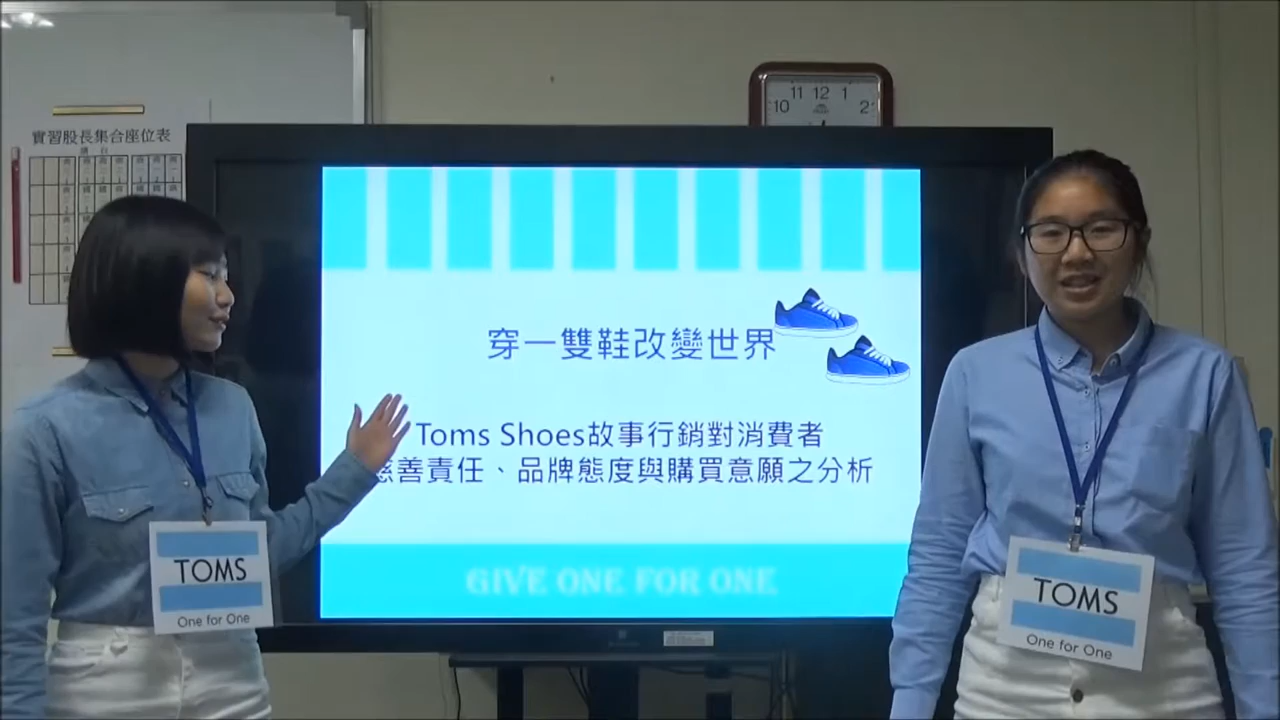 實習股長集合座位表
講台
10 11 12 1 2
穿一雙鞋改變世界
Toms Shoes故事行銷對消費者
慈善責任、品牌態度與購買意願之分析
GIVE ONE FOR ONE
TOMS
One for One
TOMS
One for One